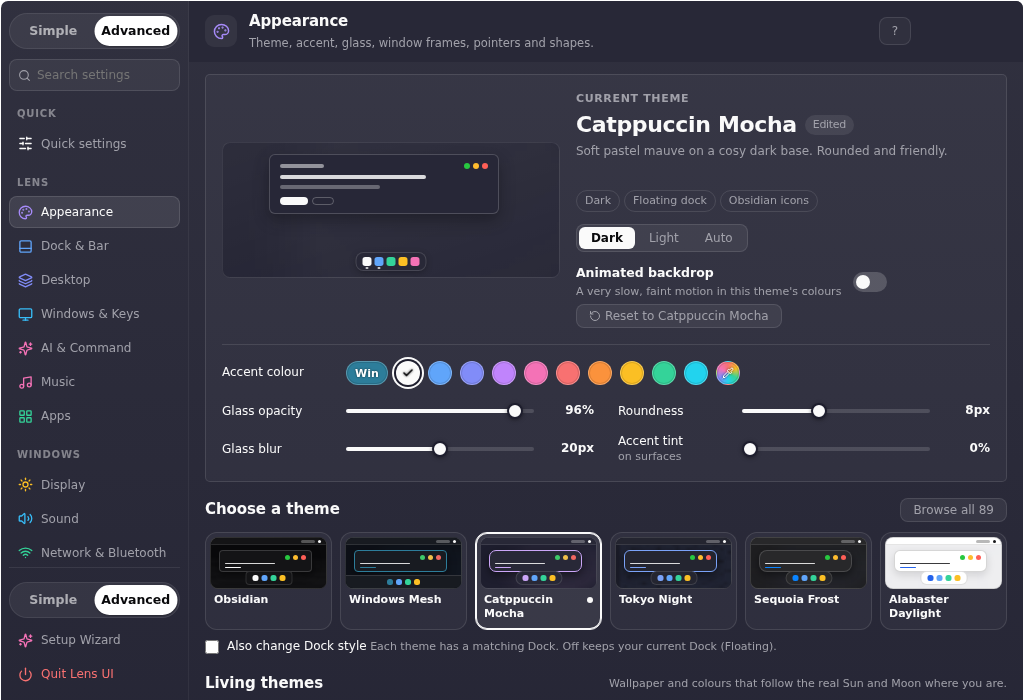 Simple Advanced
Search settings
QUICK
Quick settings
LENS
Appearance
Dock & Bar
Desktop
Windows & Keys
AI & Command
Music
Apps
WINDOWS
Display
Sound
Network & Bluetooth
Simple Advanced
Setup Wizard
Quit Lens UI
Appearance
Theme, accent, glass, window frames, pointers and shapes.
?
CURRENT THEME
Catppuccin Mocha Edited
Soft pastel mauve on a cosy dark base. Rounded and friendly.
Dark Floating dock Obsidian icons
Dark Light Auto
Animated backdrop
A very slow, faint motion in this theme's colours
Reset to Catppuccin Mocha
Accent colour Win
Glass opacity 96% Roundness 8px
Glass blur 20px Accent tint 0%
on surfaces
Choose a theme Browse all 89
Obsidian
Windows Mesh
Catppuccin
Mocha
Tokyo Night
Sequoia Frost
Alabaster
Daylight
Also change Dock style Each theme has a matching Dock. Off keeps your current Dock (Floating).
Living themes Wallpaper and colours that follow the real Sun and Moon where you are.